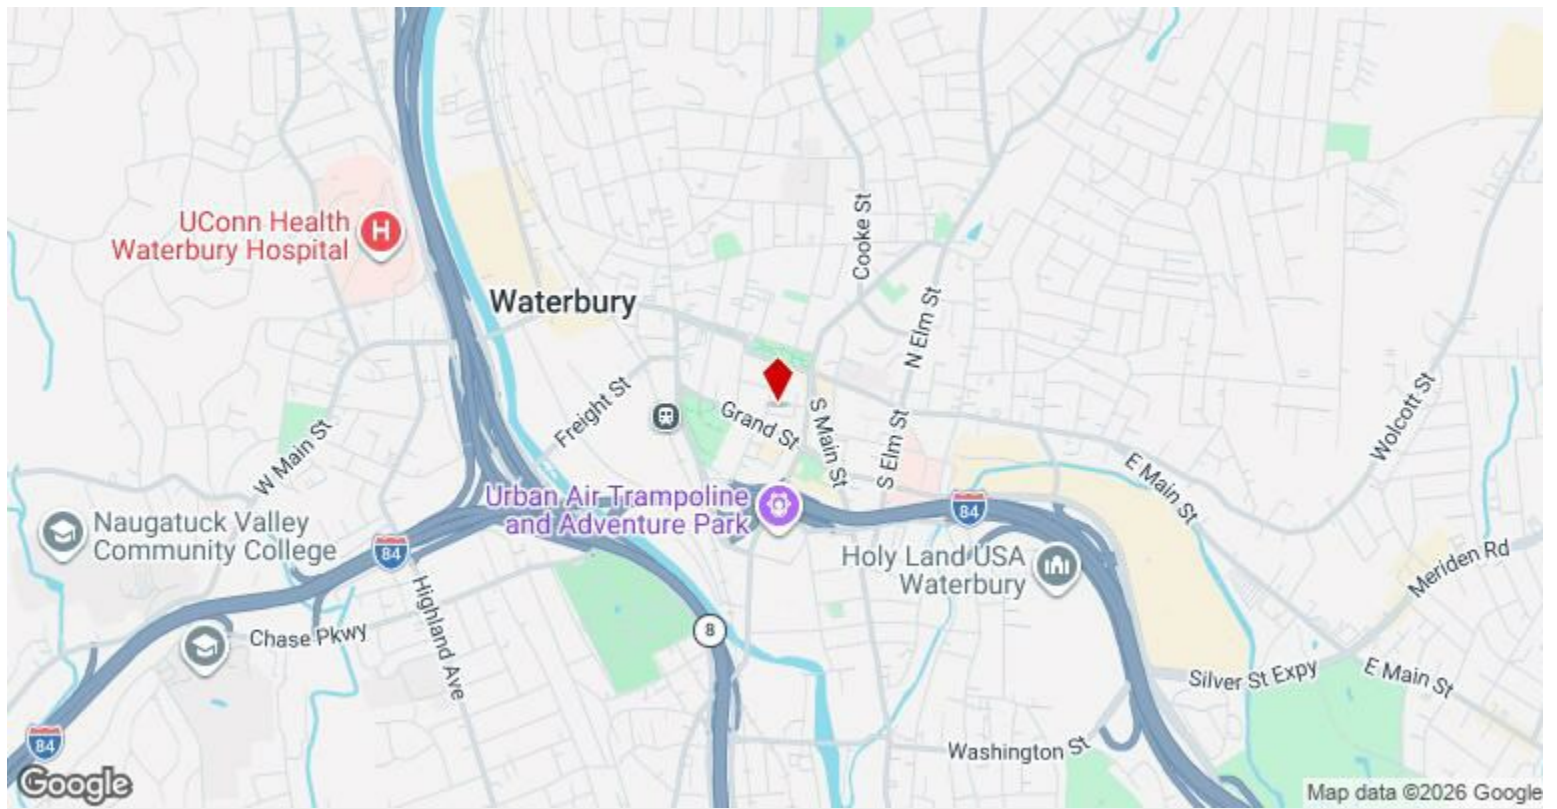 Cooke St
UConn Health
Waterbury Hospital
H
Waterbury
N Elm St
Freight St
Grand St
S Main St
S Elm St
Wolcott St
W Main St
E Main St
Urban Air Trampoline
and Adventure Park
84
Naugatuck Valley
Community College
84
Holy Land USA
Waterbury
Meriden Rd
Highland Ave
Chase Pkwy
8
Silver St Expy
E Main St
84
Washington St
Google
Map data ©2026 Google